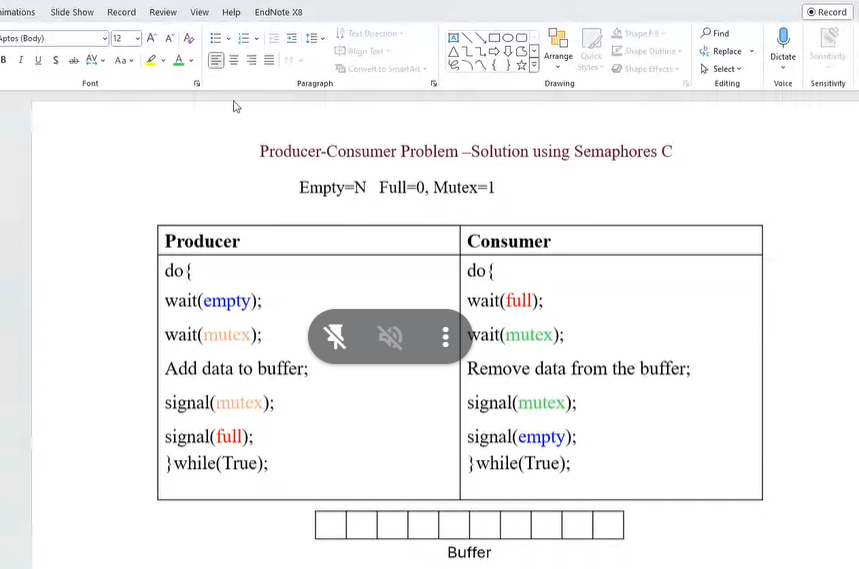 imations Slide Show Record Review View Help EndNote X8 Record
Aptos (Body) 12 A A A Text Direction Shape Fill Find
Align Text Arrange Quick Styles Shape Outline Replace Dictate Sensitivity
B I U S ab AV Aa A Convert to SmartArt Shape Effects Select
Font Paragraph Drawing Editing Voice Sensitivity
Producer-Consumer Problem –Solution using Semaphores C
Empty=N Full=0, Mutex=1
Producer Consumer
do{ do{
wait(empty); wait(full);
wait(mutex); wait(mutex);
Add data to buffer; Remove data from the buffer;
signal(mutex); signal(mutex);
signal(full); signal(empty);
}while(True); }while(True);
Buffer